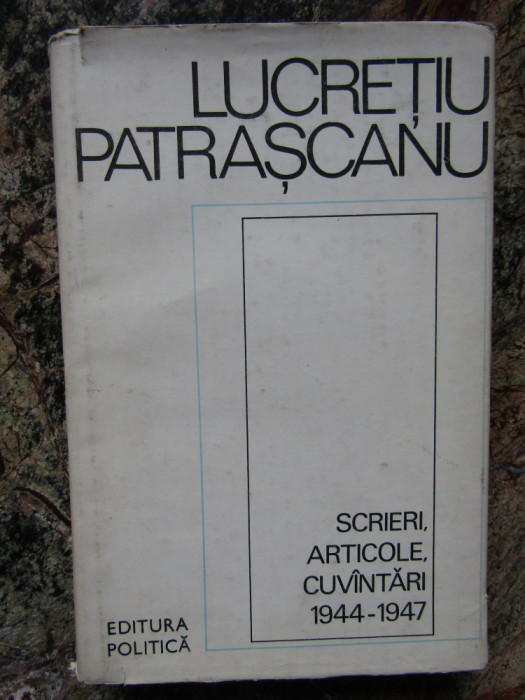 LUCREȚIU
PATRAȘCANU
SCRIERI,
ARTICOLE,
CUVÎNTĂRI
1944-1947
EDITURA
POLITICĂ